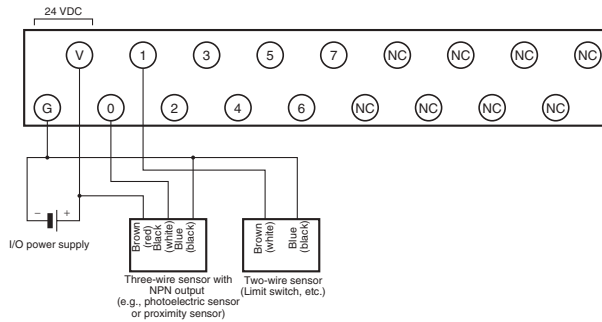 24 VDC
V 1 3 5 7 NC NC NC NC
G 0 2 4 6 NC NC NC NC
− +
I/O power supply
Brown
(red)
Black
(white)
Blue
(black)
Brown
(white)
Blue
(black)
Three-wire sensor with
NPN output
(e.g., photoelectric sensor
or proximity sensor)
Two-wire sensor
(Limit switch, etc.)